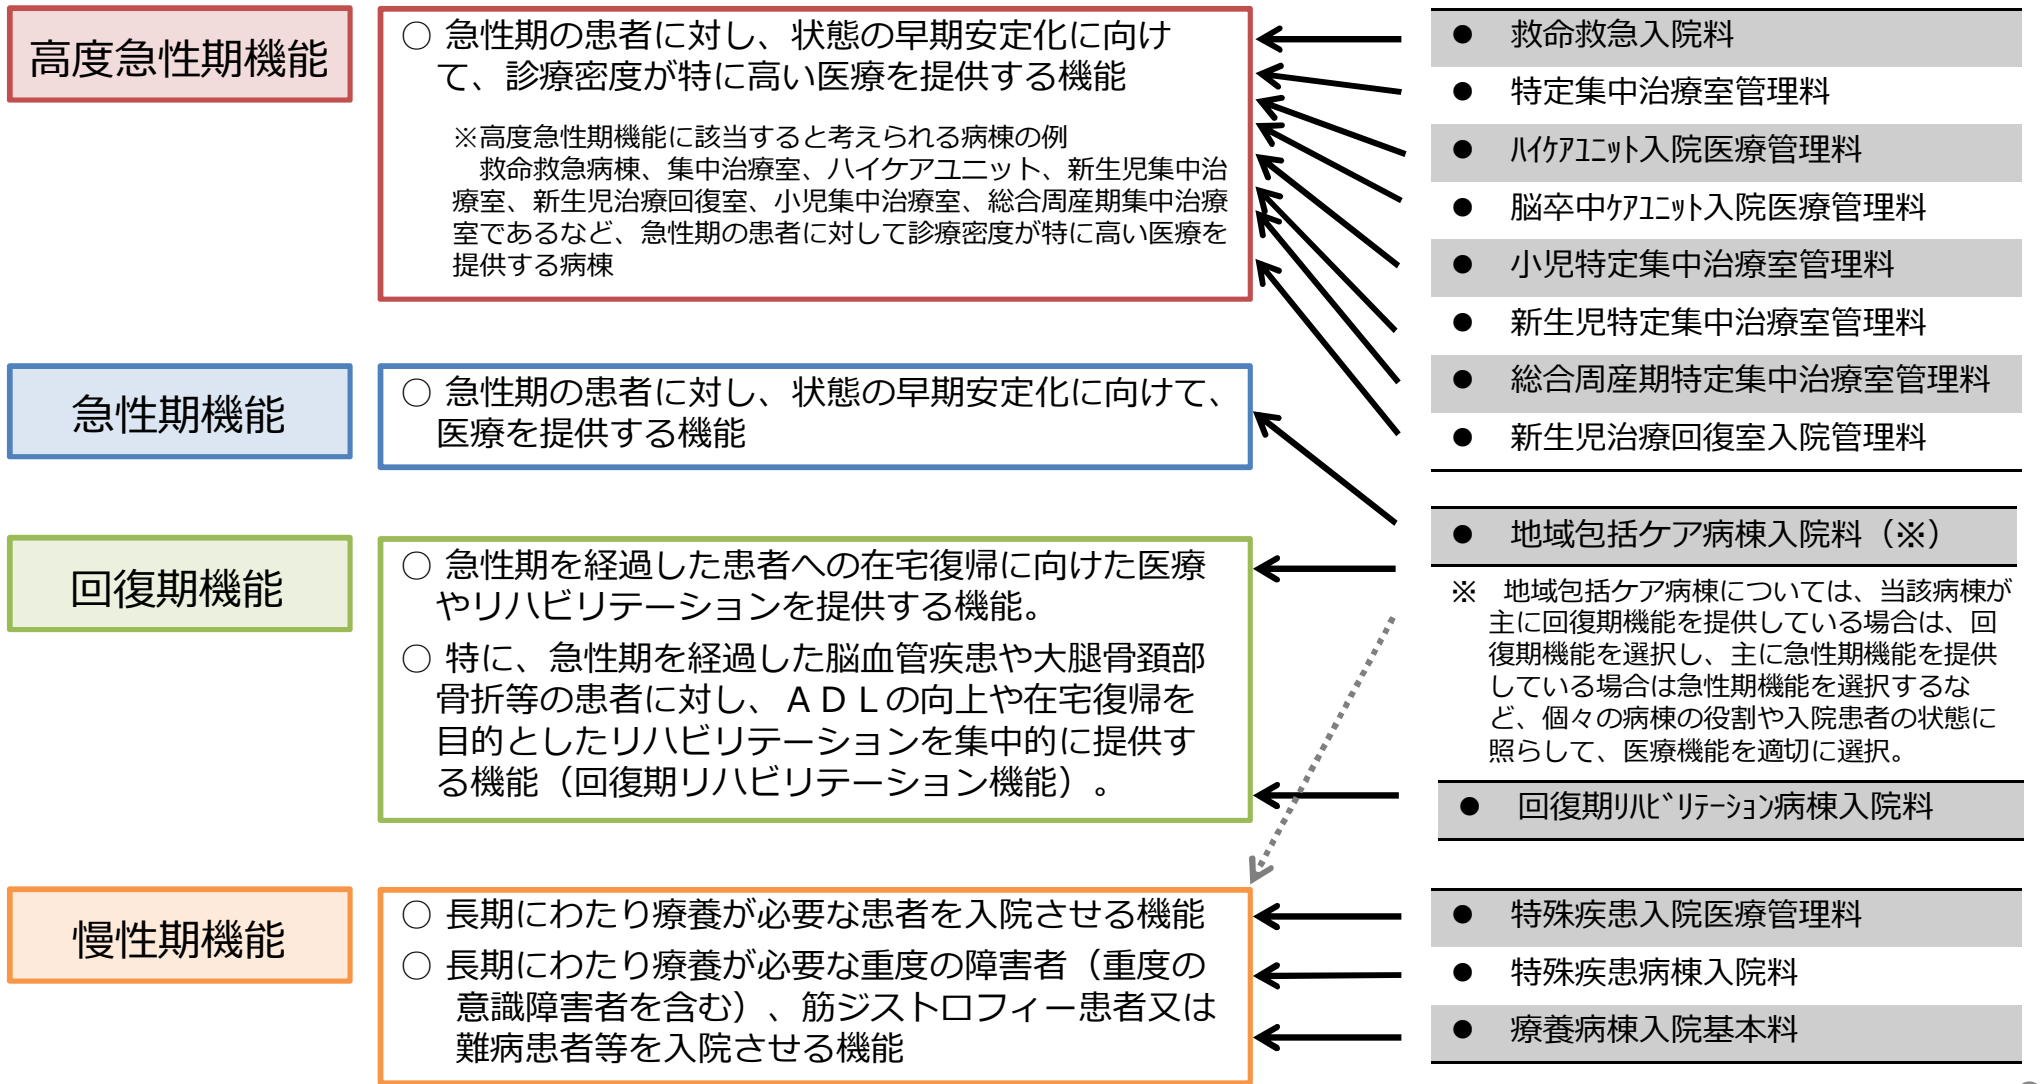 高度急性期機能
○ 急性期の患者に対し、状態の早期安定化に向け
て、診療密度が特に高い医療を提供する機能
※高度急性期機能に該当すると考えられる病棟の例
救命救急病棟、集中治療室、ハイケアユニット、新生児集中治
療室、新生児治療回復室、小児集中治療室、総合周産期集中治療
室であるなど、急性期の患者に対して診療密度が特に高い医療を
提供する病棟
● 救命救急入院料
● 特定集中治療室管理料
● ﾊｲｹｱﾕﾆｯﾄ入院医療管理料
● 脳卒中ｹｱﾕﾆｯﾄ入院医療管理料
● 小児特定集中治療室管理料
● 新生児特定集中治療室管理料
● 総合周産期特定集中治療室管理料
● 新生児治療回復室入院管理料
急性期機能
○ 急性期の患者に対し、状態の早期安定化に向けて、
医療を提供する機能
回復期機能
○ 急性期を経過した患者への在宅復帰に向けた医療
やリハビリテーションを提供する機能。
○ 特に、急性期を経過した脳血管疾患や大腿骨頚部
骨折等の患者に対し、ＡＤＬの向上や在宅復帰を
目的としたリハビリテーションを集中的に提供す
る機能（回復期リハビリテーション機能）。
● 地域包括ケア病棟入院料（※）
※ 地域包括ケア病棟については、当該病棟が
主に回復期機能を提供している場合は、回
復期機能を選択し、主に急性期機能を提供
している場合は急性期機能を選択するな
ど、個々の病棟の役割や入院患者の状態に
照らして、医療機能を適切に選択。
● 回復期ﾘﾊﾋﾞﾘﾃｰｼｮﾝ病棟入院料
慢性期機能
○ 長期にわたり療養が必要な患者を入院させる機能
○ 長期にわたり療養が必要な重度の障害者（重度の
意識障害者を含む）、筋ジストロフィー患者又は
難病患者等を入院させる機能
● 特殊疾患入院医療管理料
● 特殊疾患病棟入院料
● 療養病棟入院基本料